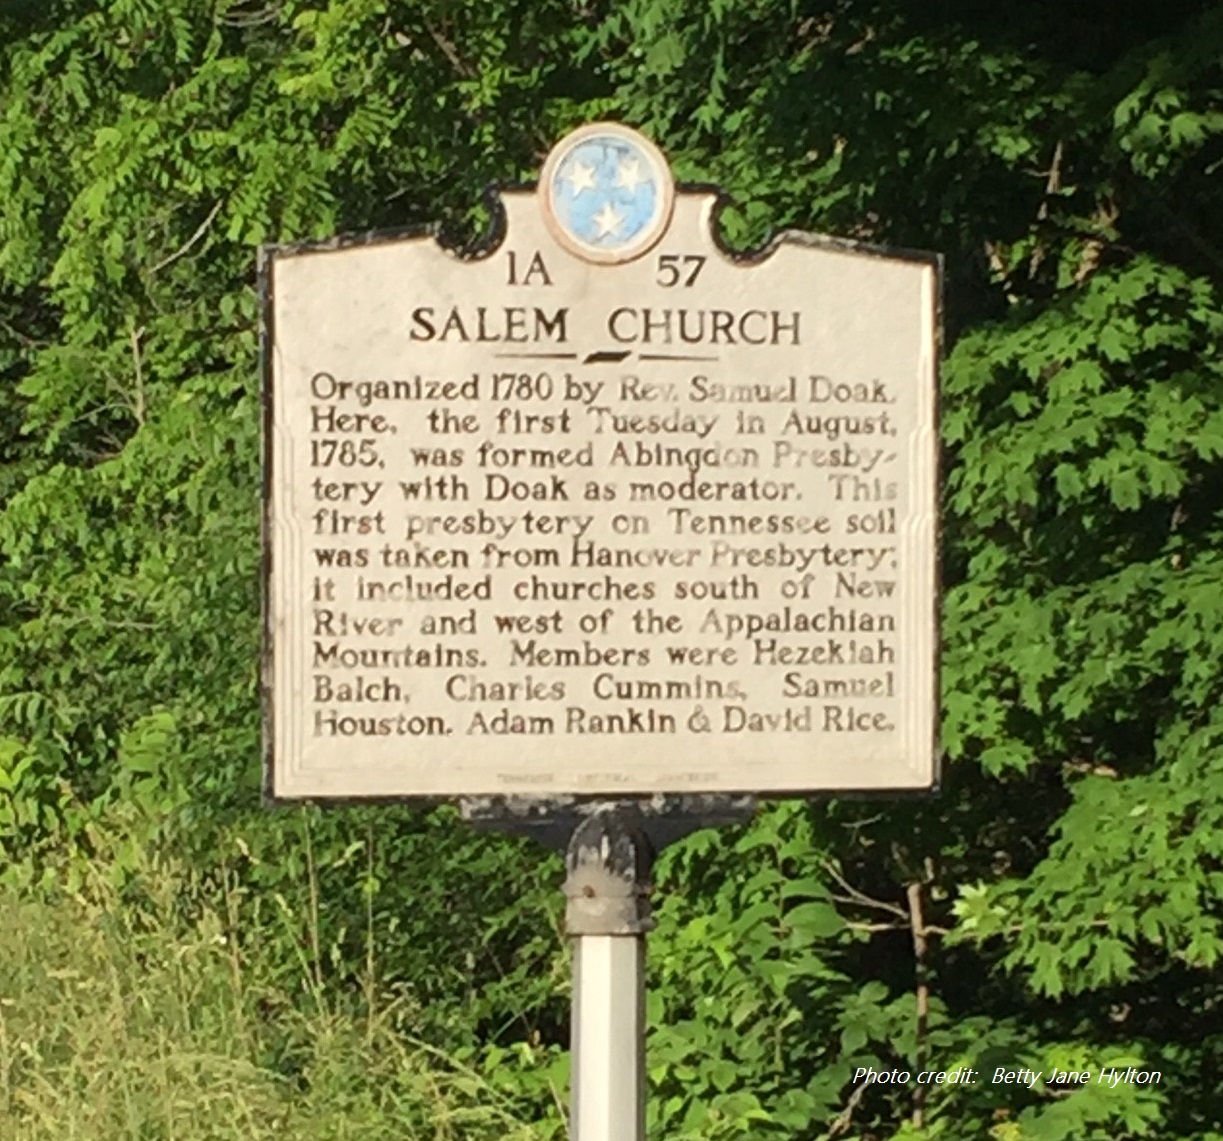 1A 57
SALEM CHURCH
Organized 1780 by Rev. Samuel Doak.
Here, the first Tuesday in August,
1785, was formed Abingdon Presby-
tery with Doak as moderator. This
first presbytery on Tennessee soil
was taken from Hanover Presbytery;
it included churches south of New
River and west of the Appalachian
Mountains. Members were Hezekiah
Balch, Charles Cummins, Samuel
Houston, Adam Rankin & David Rice.
Photo credit: Betty Jane Hylton